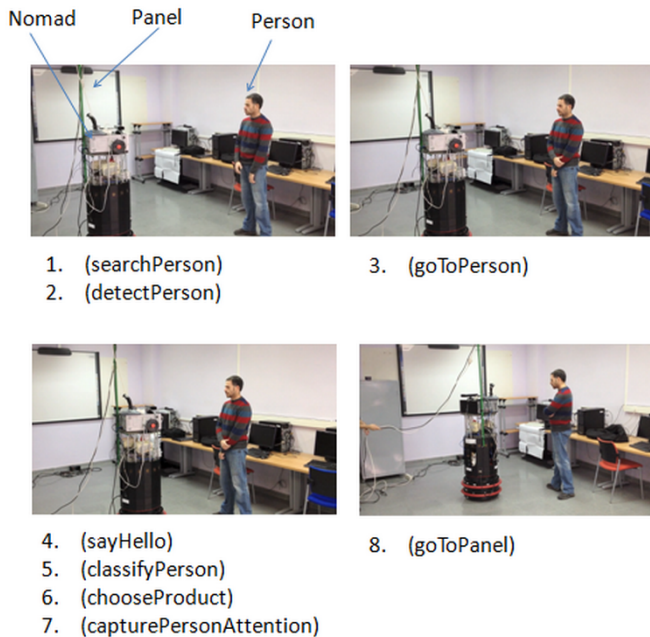 Nomad
Panel
Person
1. (searchPerson)
2. (detectPerson)
3. (goToPerson)
4. (sayHello)
5. (classifyPerson)
6. (chooseProduct)
7. (capturePersonAttention)
8. (goToPanel)